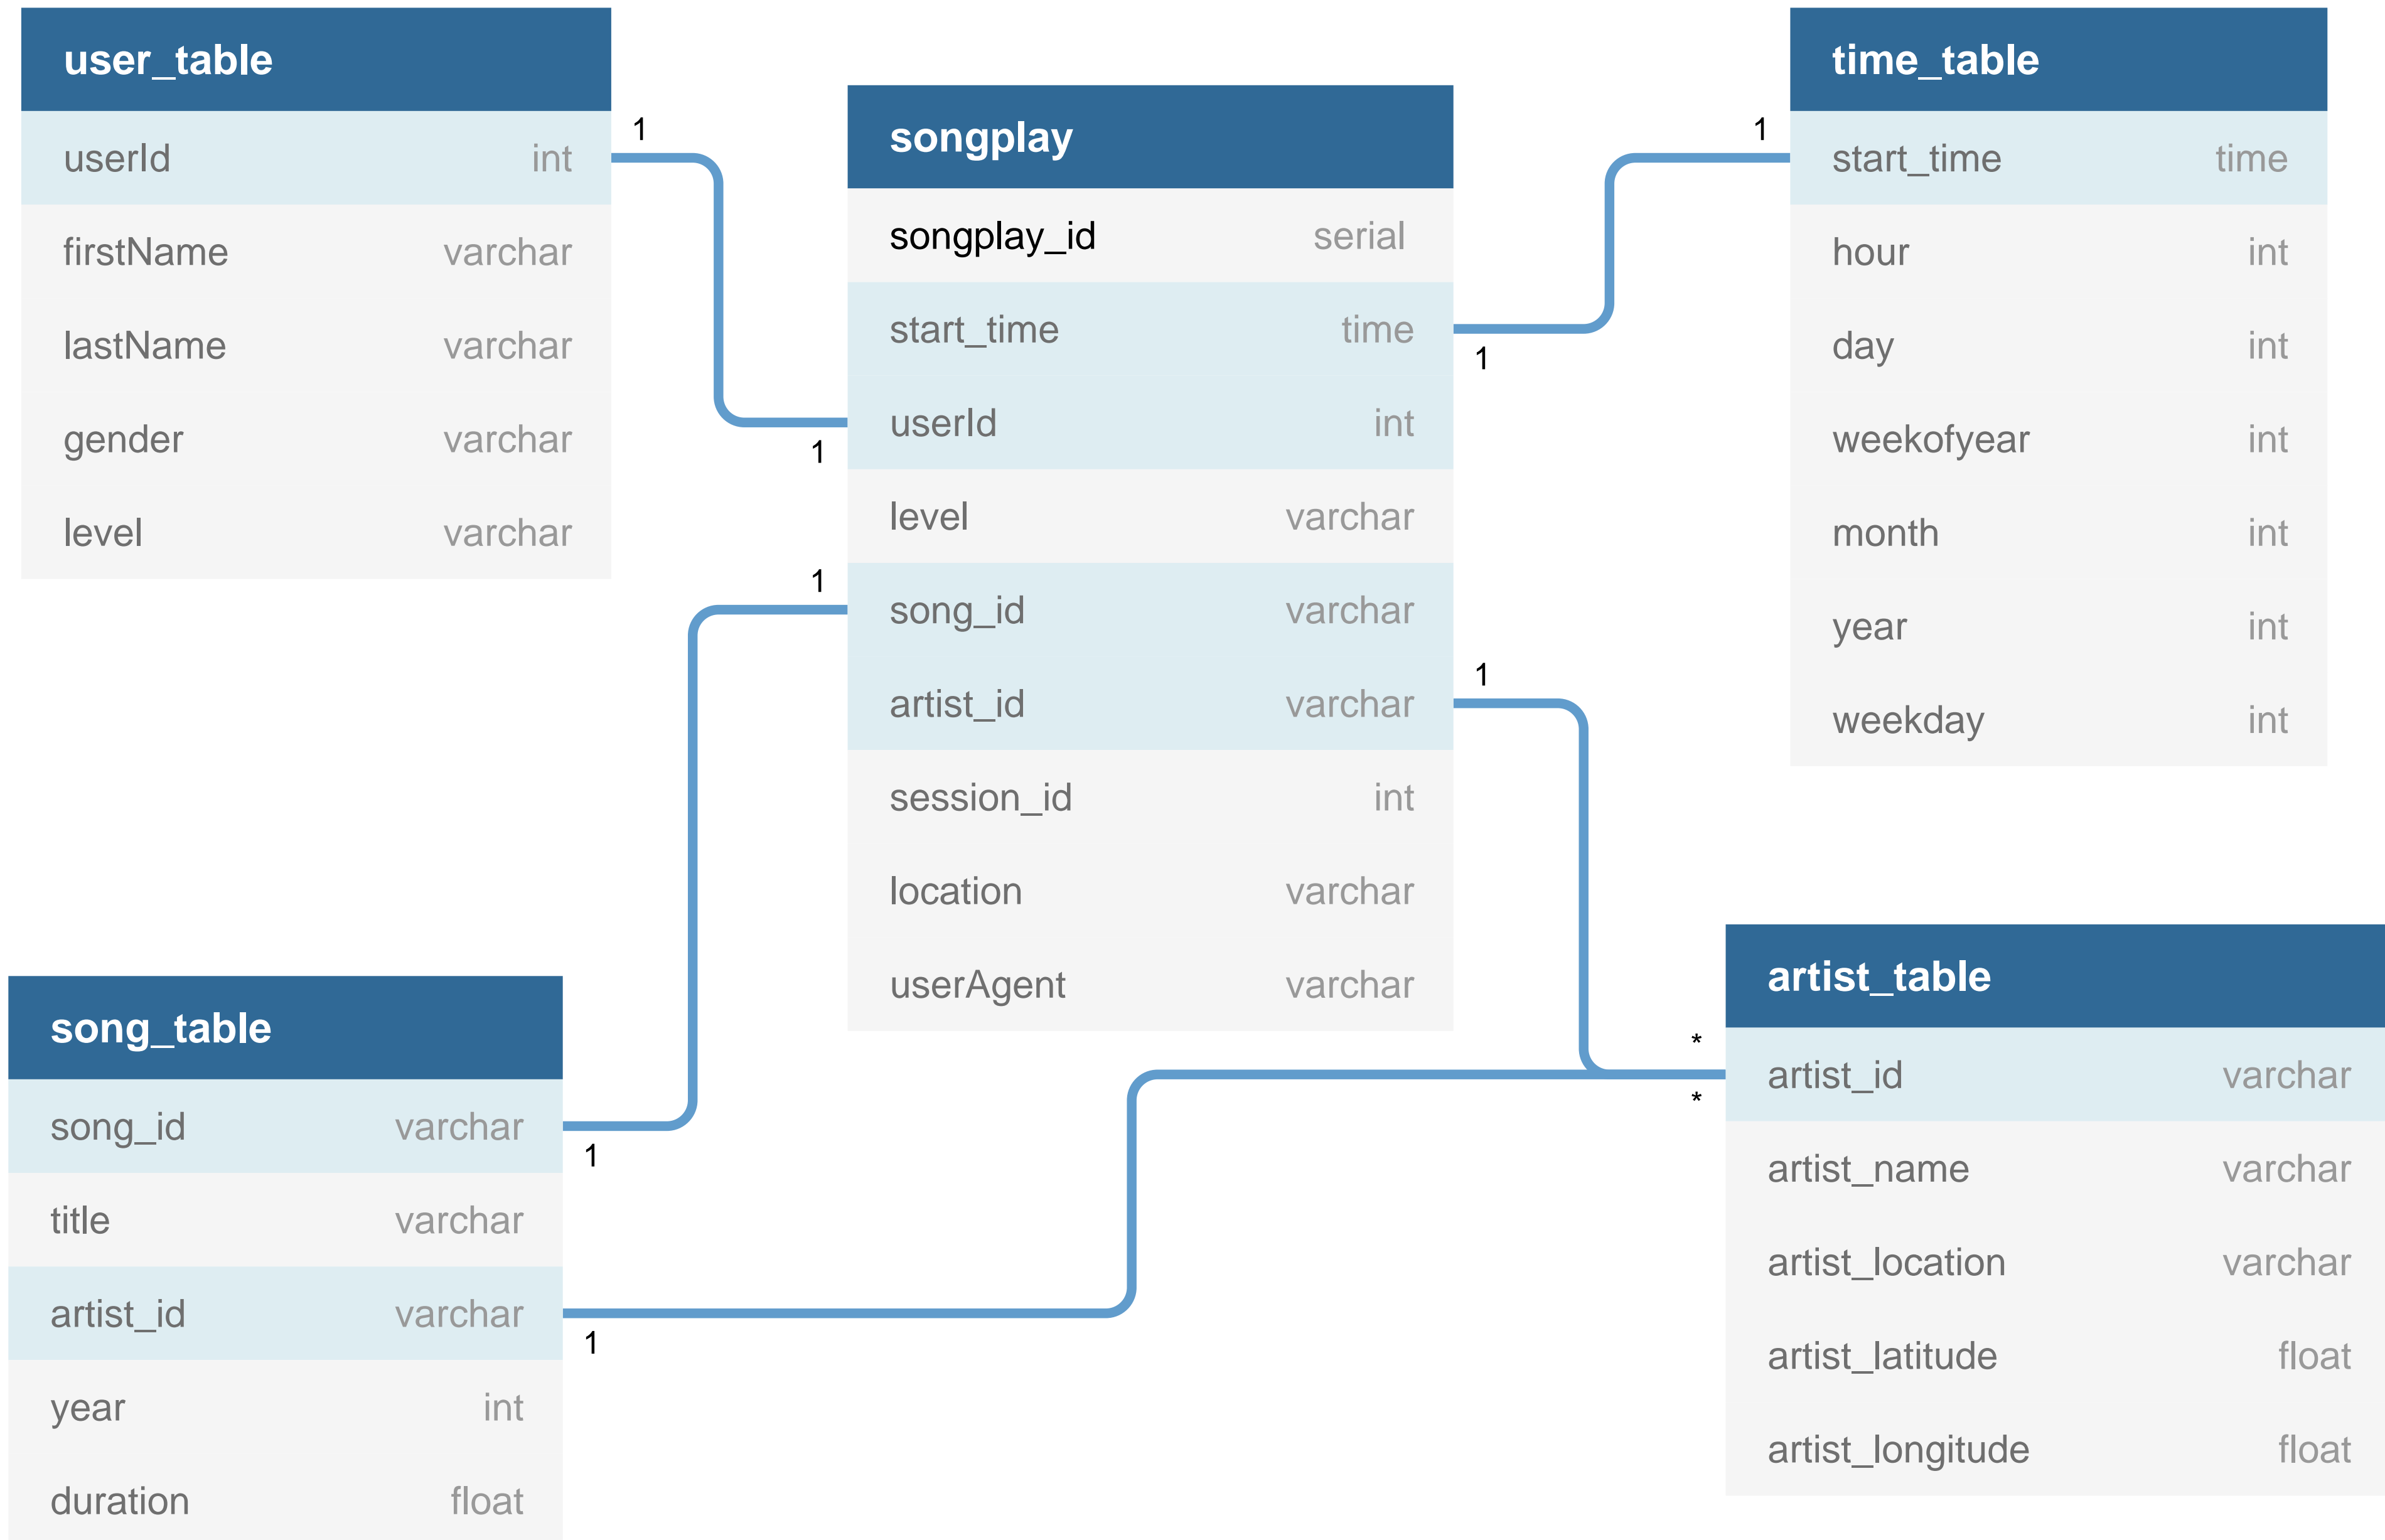 user_table
userId int
firstName varchar
lastName varchar
gender varchar
level varchar
1
1
songplay
songplay_id serial
start_time time
userId int
level varchar
song_id varchar
artist_id varchar
session_id int
location varchar
userAgent varchar
1
1
1
1
time_table
start_time time
hour int
day int
weekofyear int
month int
year int
weekday int
song_table
song_id varchar
title varchar
artist_id varchar
year int
duration float
1
1
*
*
artist_table
artist_id varchar
artist_name varchar
artist_location varchar
artist_latitude float
artist_longitude float